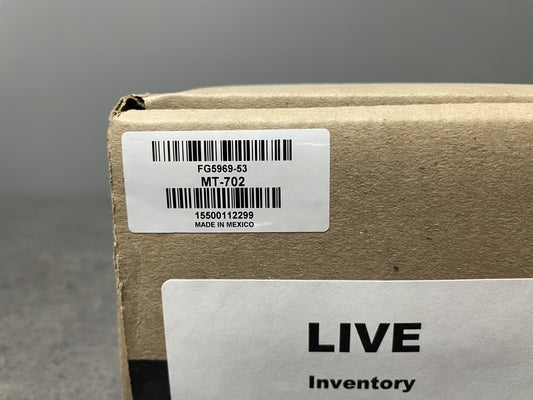 FG5969-53
MT-702
15500112299
MADE IN MEXICO
LIVE
Inventory